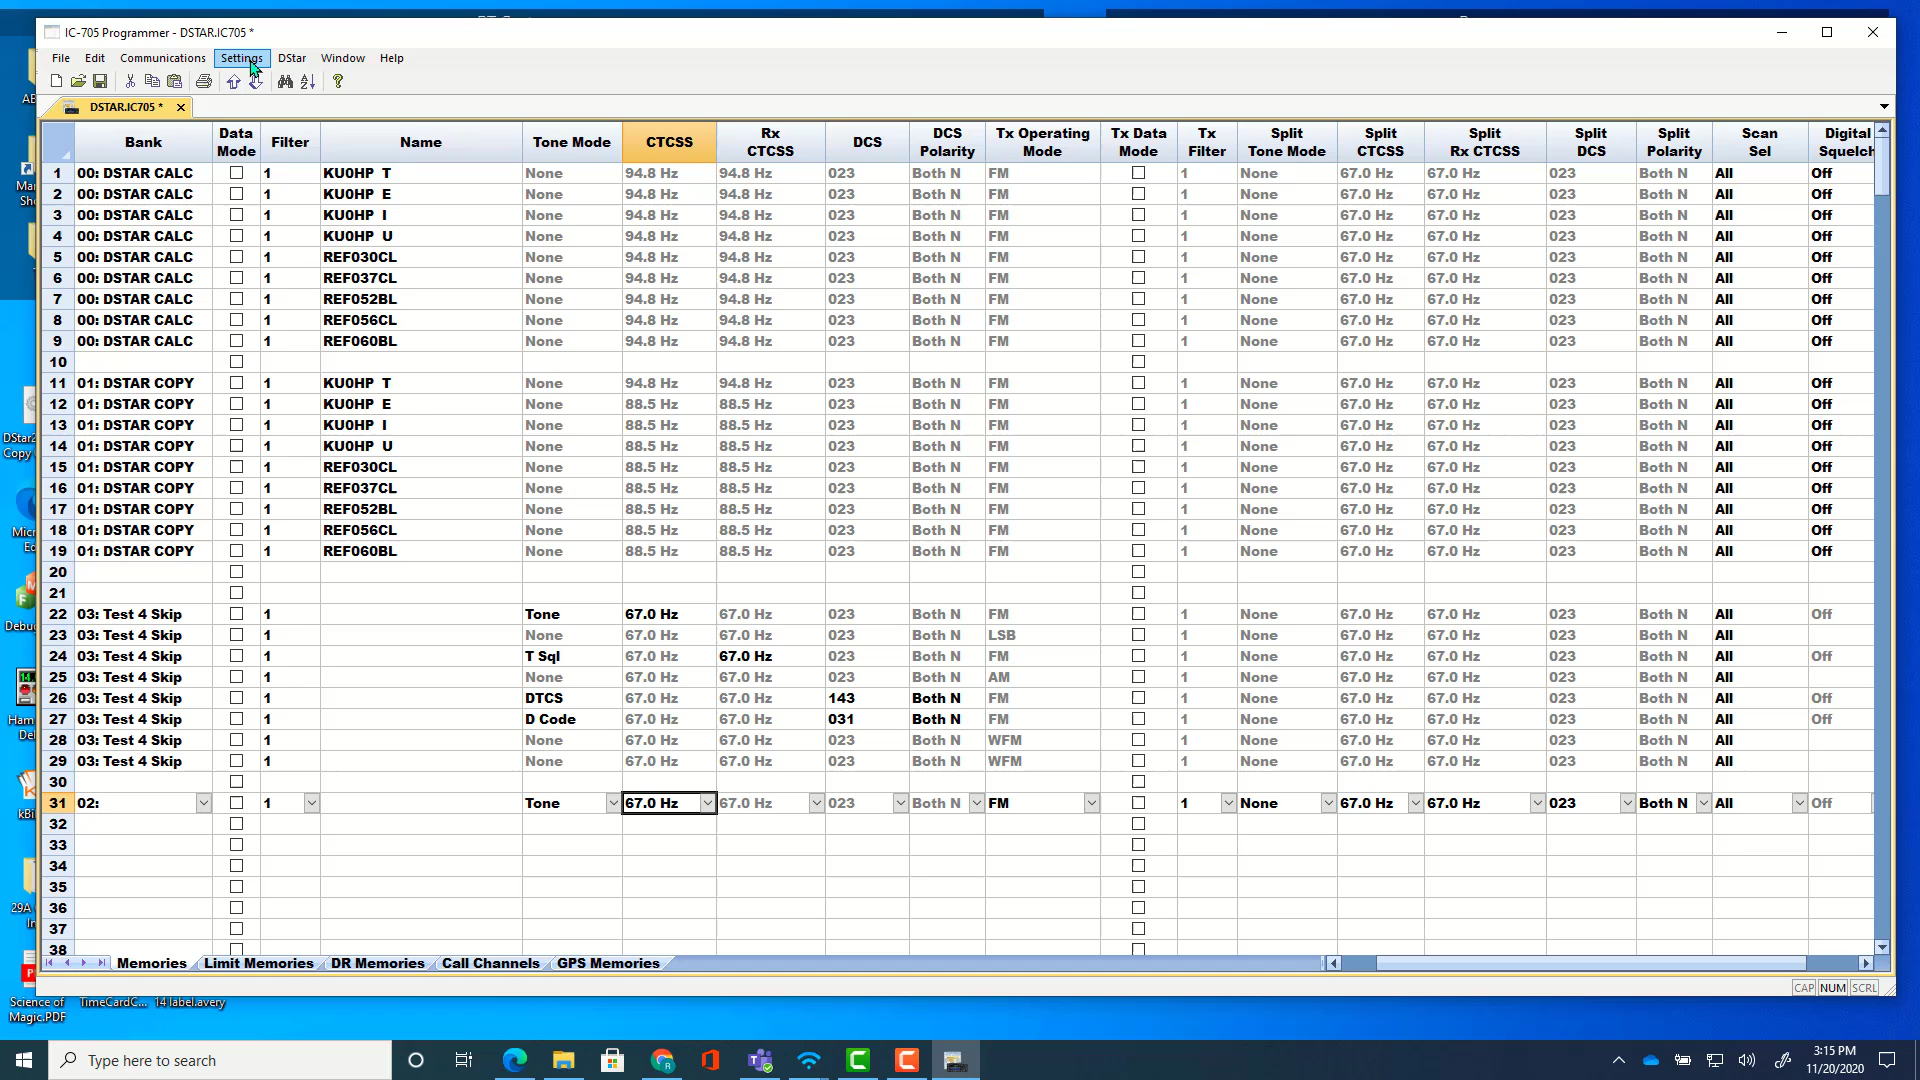 IC-705 Programmer - DSTAR.IC705 *
File Edit Communications Settings DStar Window Help
DSTAR.IC705 *
Bank Data Mode Filter Name Tone Mode CTCSS Rx CTCSS DCS DCS Polarity Tx Operating Mode Tx Data Mode Tx Filter Split Tone Mode Split CTCSS Split Rx CTCSS Split DCS Split Polarity Scan Sel Digital Squelch
1 00: DSTAR CALC 1 KU0HP T None 94.8 Hz 94.8 Hz 023 Both N FM 1 None 67.0 Hz 67.0 Hz 023 Both N All Off
2 00: DSTAR CALC 1 KU0HP E None 94.8 Hz 94.8 Hz 023 Both N FM 1 None 67.0 Hz 67.0 Hz 023 Both N All Off
3 00: DSTAR CALC 1 KU0HP I None 94.8 Hz 94.8 Hz 023 Both N FM 1 None 67.0 Hz 67.0 Hz 023 Both N All Off
4 00: DSTAR CALC 1 KU0HP U None 94.8 Hz 94.8 Hz 023 Both N FM 1 None 67.0 Hz 67.0 Hz 023 Both N All Off
5 00: DSTAR CALC 1 REF030CL None 94.8 Hz 94.8 Hz 023 Both N FM 1 None 67.0 Hz 67.0 Hz 023 Both N All Off
6 00: DSTAR CALC 1 REF037CL None 94.8 Hz 94.8 Hz 023 Both N FM 1 None 67.0 Hz 67.0 Hz 023 Both N All Off
7 00: DSTAR CALC 1 REF052BL None 94.8 Hz 94.8 Hz 023 Both N FM 1 None 67.0 Hz 67.0 Hz 023 Both N All Off
8 00: DSTAR CALC 1 REF056CL None 94.8 Hz 94.8 Hz 023 Both N FM 1 None 67.0 Hz 67.0 Hz 023 Both N All Off
9 00: DSTAR CALC 1 REF060BL None 94.8 Hz 94.8 Hz 023 Both N FM 1 None 67.0 Hz 67.0 Hz 023 Both N All Off
10
11 01: DSTAR COPY 1 KU0HP T None 94.8 Hz 94.8 Hz 023 Both N FM 1 None 67.0 Hz 67.0 Hz 023 Both N All Off
12 01: DSTAR COPY 1 KU0HP E None 88.5 Hz 88.5 Hz 023 Both N FM 1 None 67.0 Hz 67.0 Hz 023 Both N All Off
13 01: DSTAR COPY 1 KU0HP I None 88.5 Hz 88.5 Hz 023 Both N FM 1 None 67.0 Hz 67.0 Hz 023 Both N All Off
14 01: DSTAR COPY 1 KU0HP U None 88.5 Hz 88.5 Hz 023 Both N FM 1 None 67.0 Hz 67.0 Hz 023 Both N All Off
15 01: DSTAR COPY 1 REF030CL None 88.5 Hz 88.5 Hz 023 Both N FM 1 None 67.0 Hz 67.0 Hz 023 Both N All Off
16 01: DSTAR COPY 1 REF037CL None 88.5 Hz 88.5 Hz 023 Both N FM 1 None 67.0 Hz 67.0 Hz 023 Both N All Off
17 01: DSTAR COPY 1 REF052BL None 88.5 Hz 88.5 Hz 023 Both N FM 1 None 67.0 Hz 67.0 Hz 023 Both N All Off
18 01: DSTAR COPY 1 REF056CL None 88.5 Hz 88.5 Hz 023 Both N FM 1 None 67.0 Hz 67.0 Hz 023 Both N All Off
19 01: DSTAR COPY 1 REF060BL None 88.5 Hz 88.5 Hz 023 Both N FM 1 None 67.0 Hz 67.0 Hz 023 Both N All Off
20
21
22 03: Test 4 Skip 1 Tone 67.0 Hz 67.0 Hz 023 Both N FM 1 None 67.0 Hz 67.0 Hz 023 Both N All Off
23 03: Test 4 Skip 1 None 67.0 Hz 67.0 Hz 023 Both N LSB 1 None 67.0 Hz 67.0 Hz 023 Both N All
24 03: Test 4 Skip 1 T Sql 67.0 Hz 67.0 Hz 023 Both N FM 1 None 67.0 Hz 67.0 Hz 023 Both N All Off
25 03: Test 4 Skip 1 None 67.0 Hz 67.0 Hz 023 Both N AM 1 None 67.0 Hz 67.0 Hz 023 Both N All
26 03: Test 4 Skip 1 DTCS 67.0 Hz 67.0 Hz 143 Both N FM 1 None 67.0 Hz 67.0 Hz 023 Both N All Off
27 03: Test 4 Skip 1 D Code 67.0 Hz 67.0 Hz 031 Both N FM 1 None 67.0 Hz 67.0 Hz 023 Both N All Off
28 03: Test 4 Skip 1 None 67.0 Hz 67.0 Hz 023 Both N WFM 1 None 67.0 Hz 67.0 Hz 023 Both N All
29 03: Test 4 Skip 1 None 67.0 Hz 67.0 Hz 023 Both N WFM 1 None 67.0 Hz 67.0 Hz 023 Both N All
30
31 02: 1 Tone 67.0 Hz 67.0 Hz 023 Both N FM 1 None 67.0 Hz 67.0 Hz 023 Both N All Off
32
33
34
35
36
37
38
Memories Limit Memories DR Memories Call Channels GPS Memories
CAP NUM SCRL
AB
Mar
Sho
DStar2
Copy
Micr
Ed
Debug
Ham
De
kBi
29A
In
Science of
Magic.PDF
TimeCardC...
14 label.avery
Type here to search
3:15 PM
11/20/2020